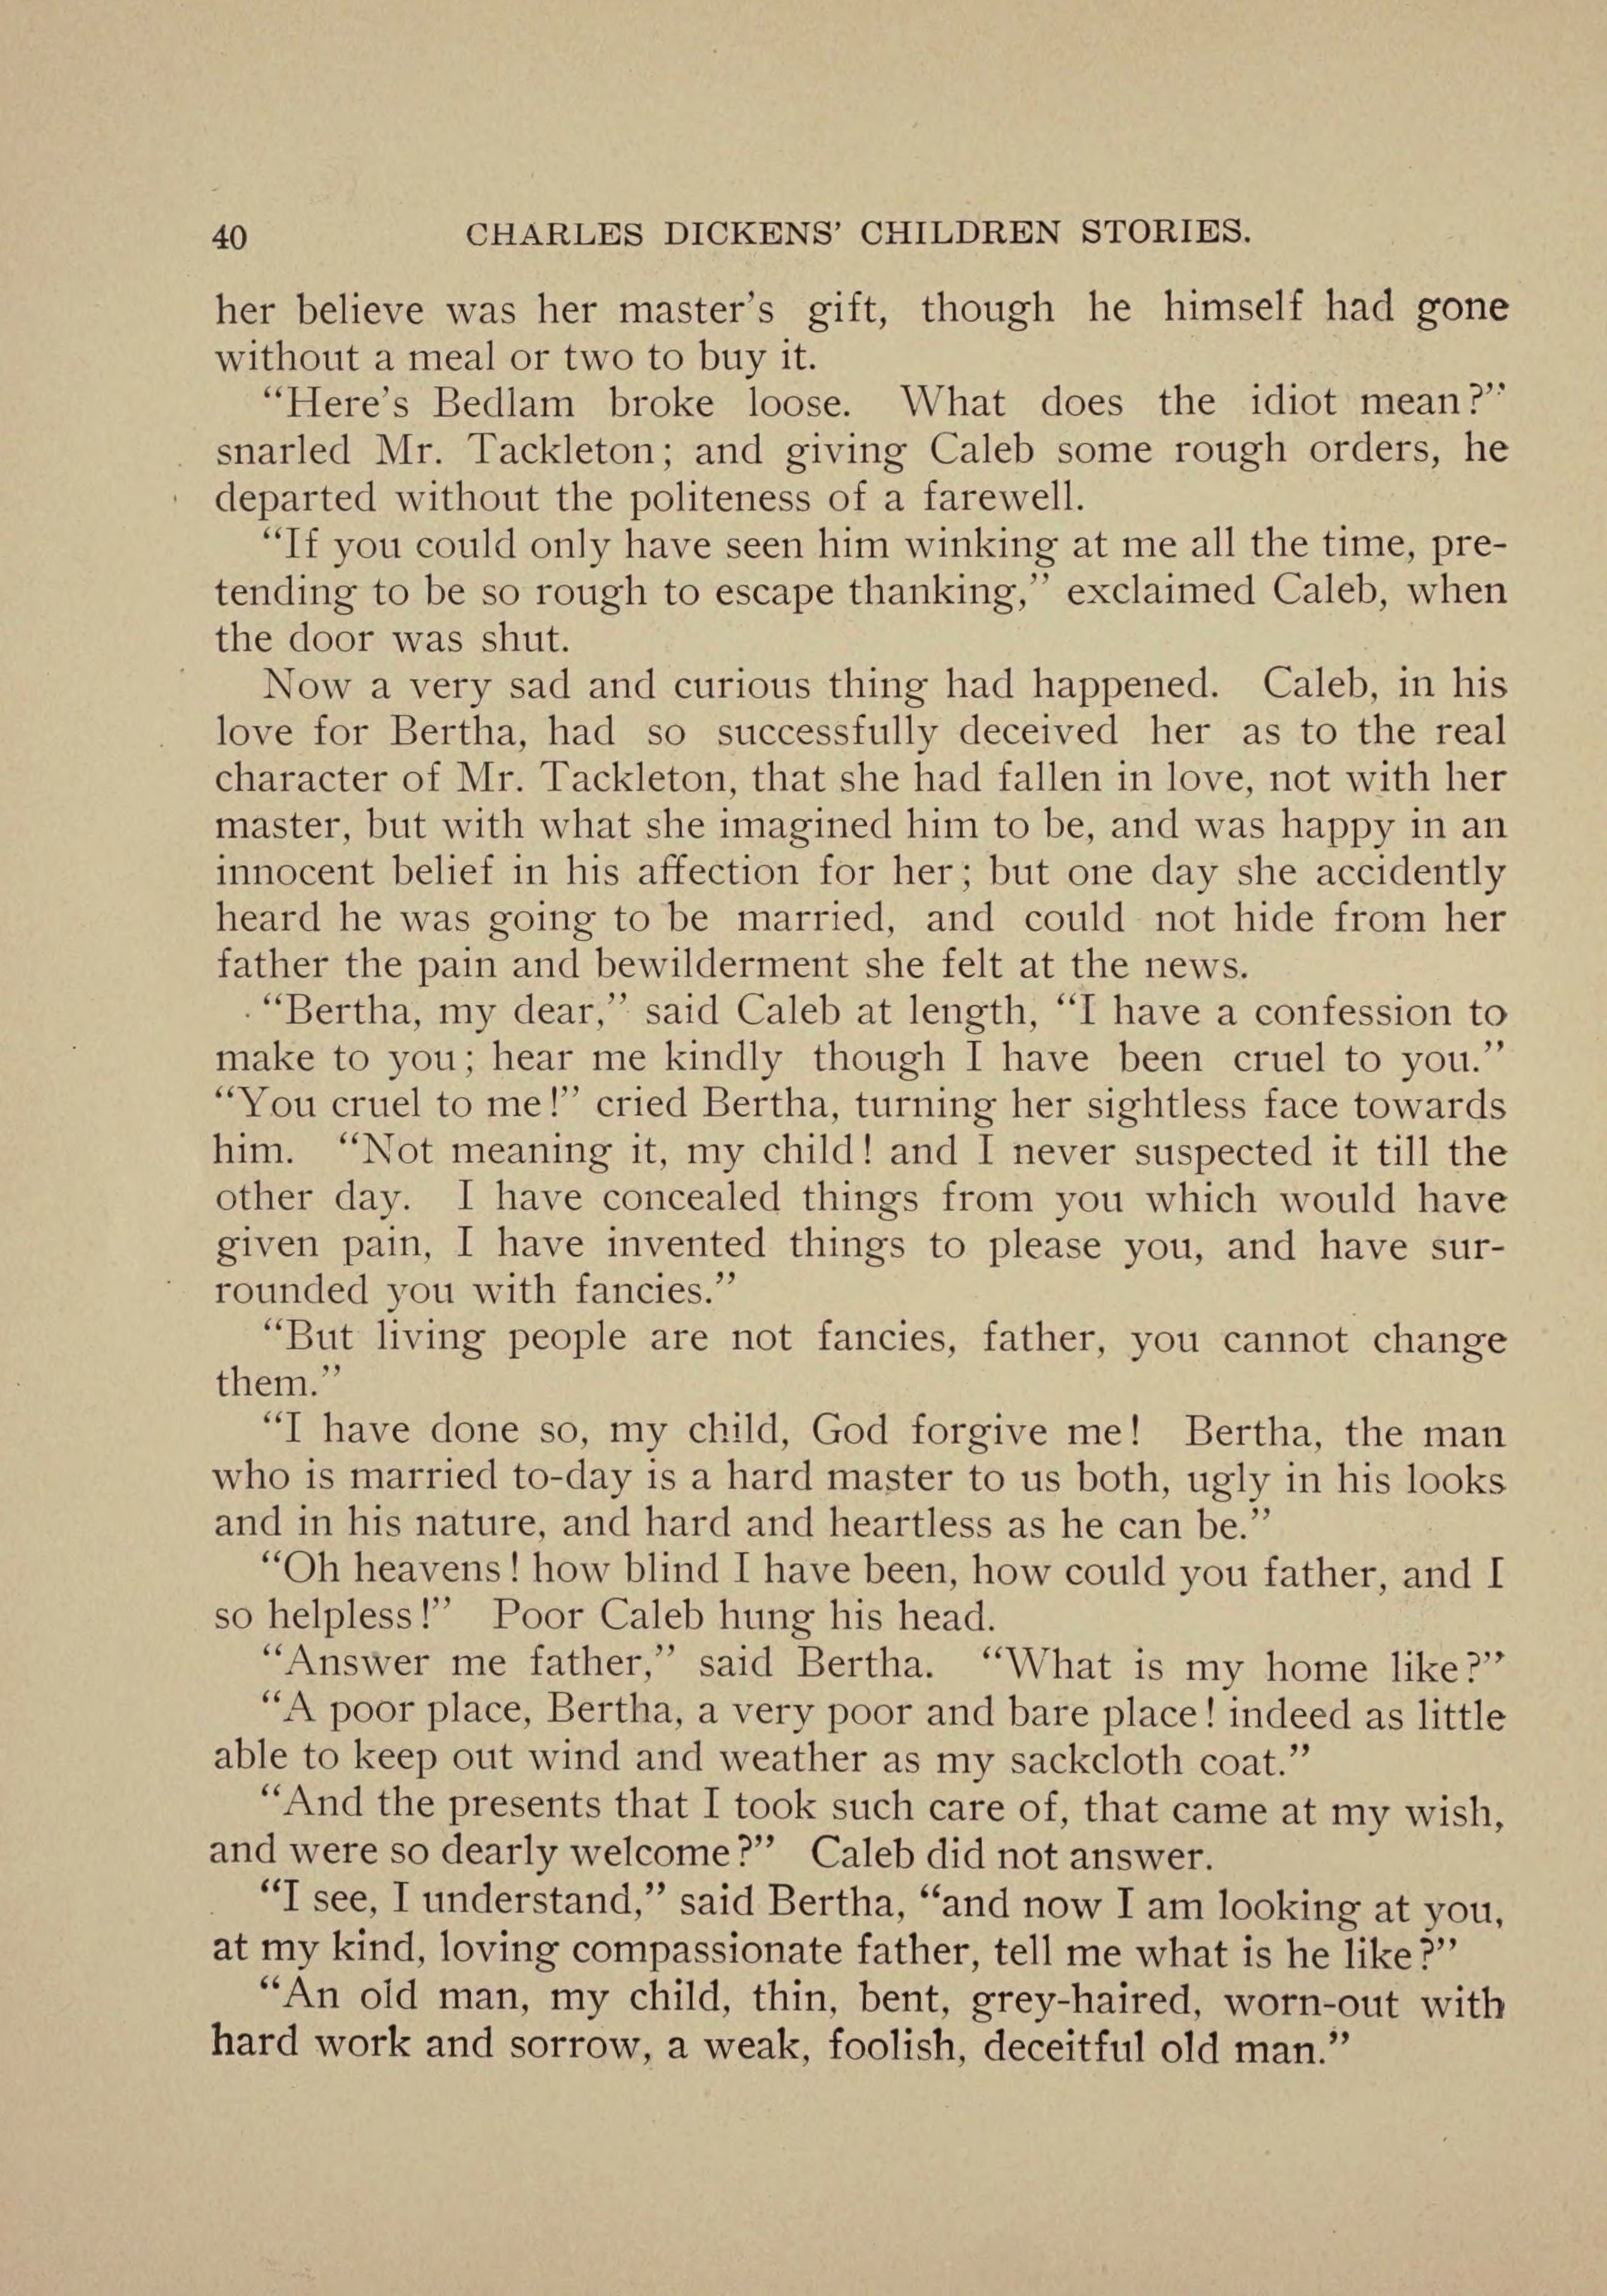 40 CHARLES DICKENS’ CHILDREN STORIES.
her believe was her master’s gift, though he himself had gone
without a meal or two to buy it.
“Here’s Bedlam broke loose. What does the idiot mean?”
snarled Mr. Tackleton; and giving Caleb some rough orders, he
departed without the politeness of a farewell.
“If you could only have seen him winking at me all the time, pre-
tending to be so rough to escape thanking,” exclaimed Caleb, when
the door was shut.
Now a very sad and curious thing had happened. Caleb, in his
love for Bertha, had so successfully deceived her as to the real
character of Mr. Tackleton, that she had fallen in love, not with her
master, but with what she imagined him to be, and was happy in an
innocent belief in his affection for her; but one day she accidently
heard he was going to be married, and could not hide from her
father the pain and bewilderment she felt at the news.
“Bertha, my dear,” said Caleb at length, “I have a confession to
make to you; hear me kindly though I have been cruel to you.”
“You cruel to me!” cried Bertha, turning her sightless face towards
him. “Not meaning it, my child! and I never suspected it till the
other day. I have concealed things from you which would have
given pain, I have invented things to please you, and have sur-
rounded you with fancies.”
“But living people are not fancies, father, you cannot change
them.”
“I have done so, my child, God forgive me! Bertha, the man
who is married to-day is a hard master to us both, ugly in his looks
and in his nature, and hard and heartless as he can be.”
“Oh heavens! how blind I have been, how could you father, and I
so helpless!” Poor Caleb hung his head.
“Answer me father,” said Bertha. “What is my home like?”
“A poor place, Bertha, a very poor and bare place! indeed as little
able to keep out wind and weather as my sackcloth coat.”
“And the presents that I took such care of, that came at my wish,
and were so dearly welcome?” Caleb did not answer.
“I see, I understand,” said Bertha, “and now I am looking at you,
at my kind, loving compassionate father, tell me what is he like?”
“An old man, my child, thin, bent, grey-haired, worn-out with
hard work and sorrow, a weak, foolish, deceitful old man.”